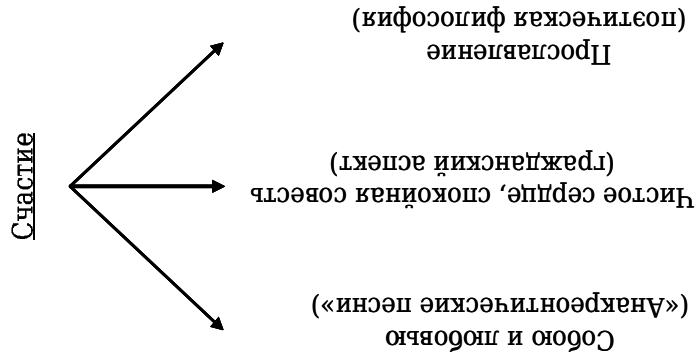 Счастие
Прославление
(поэтическая философия)
Чистое сердце, спокойная совесть
(гражданский аспект)
Собою и любовью
(«Анакреонтические песни»)